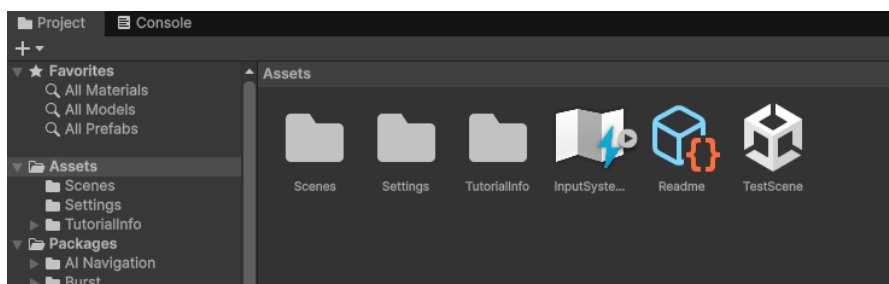 Project
Console
Favorites
All Materials
All Models
All Prefabs
Assets
Scenes
Settings
TutorialInfo
Packages
AI Navigation
Burst
Assets
Scenes
Settings
TutorialInfo
InputSyste...
Readme
TestScene